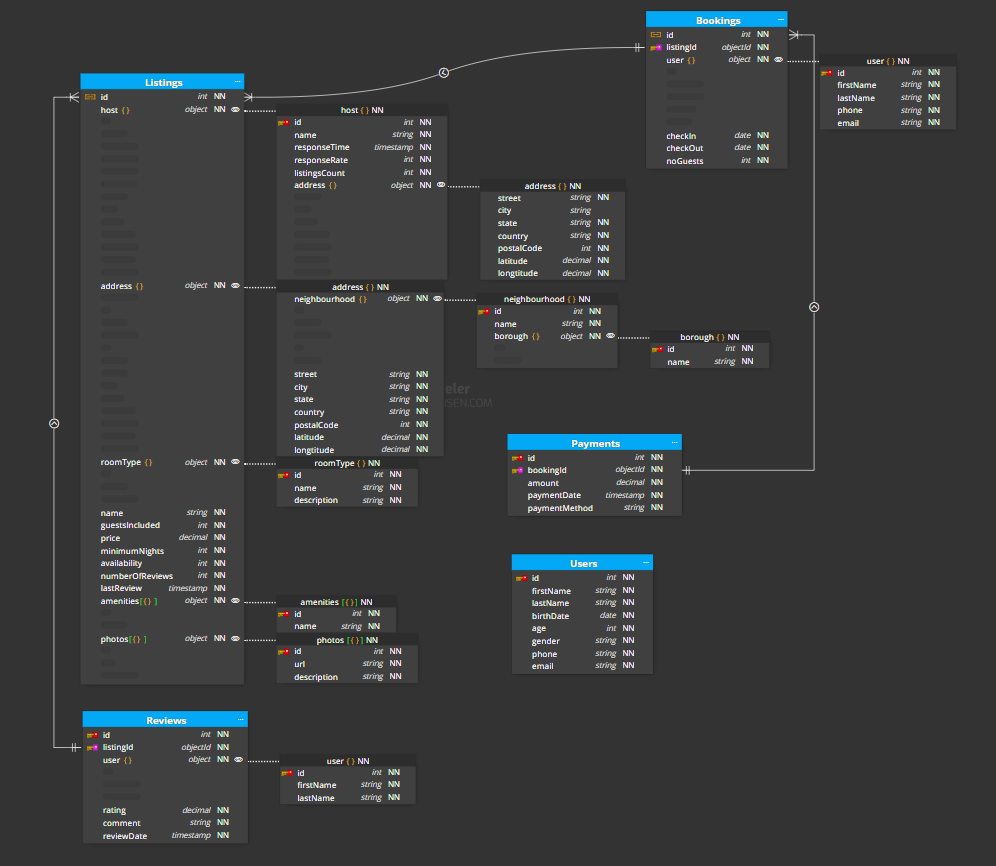 Bookings
id int NN
listingId objectId NN
user {} object NN
checkIn date NN
checkOut date NN
noGuests int NN
user { } NN
id int NN
firstName string NN
lastName string NN
phone string NN
email string NN
Listings
id int NN
host {} object NN
address {} object NN
roomType {} object NN
name string NN
guestsIncluded int NN
price decimal NN
minimumNights int NN
availability int NN
numberOfReviews int NN
lastReview timestamp NN
amenities[{} ] object NN
photos[{} ] object NN
host { } NN
id int NN
name string NN
responseTime timestamp NN
responseRate int NN
listingsCount int NN
address {} object NN
address { } NN
street string NN
city string
state string NN
country string NN
postalCode int NN
latitude decimal NN
longtitude decimal NN
address { } NN
neighbourhood {} object NN
street string NN
city string NN
state string NN
country string NN
postalCode int NN
latitude decimal NN
longtitude decimal NN
neighbourhood { } NN
id int NN
name string NN
borough {} object NN
borough { } NN
id int NN
name string NN
eler
SEN.COM
roomType { } NN
id int NN
name string NN
description string NN
Payments
id int NN
bookingId objectId NN
amount decimal NN
paymentDate timestamp NN
paymentMethod string NN
Users
id int NN
firstName string NN
lastName string NN
birthDate date NN
age int NN
gender string NN
phone string NN
email string NN
amenities [{}] NN
id int NN
name string NN
photos [{}] NN
id int NN
url string NN
description string NN
Reviews
id int NN
listingId objectId NN
user {} object NN
rating decimal NN
comment string NN
reviewDate timestamp NN
user { } NN
id int NN
firstName string NN
lastName string NN